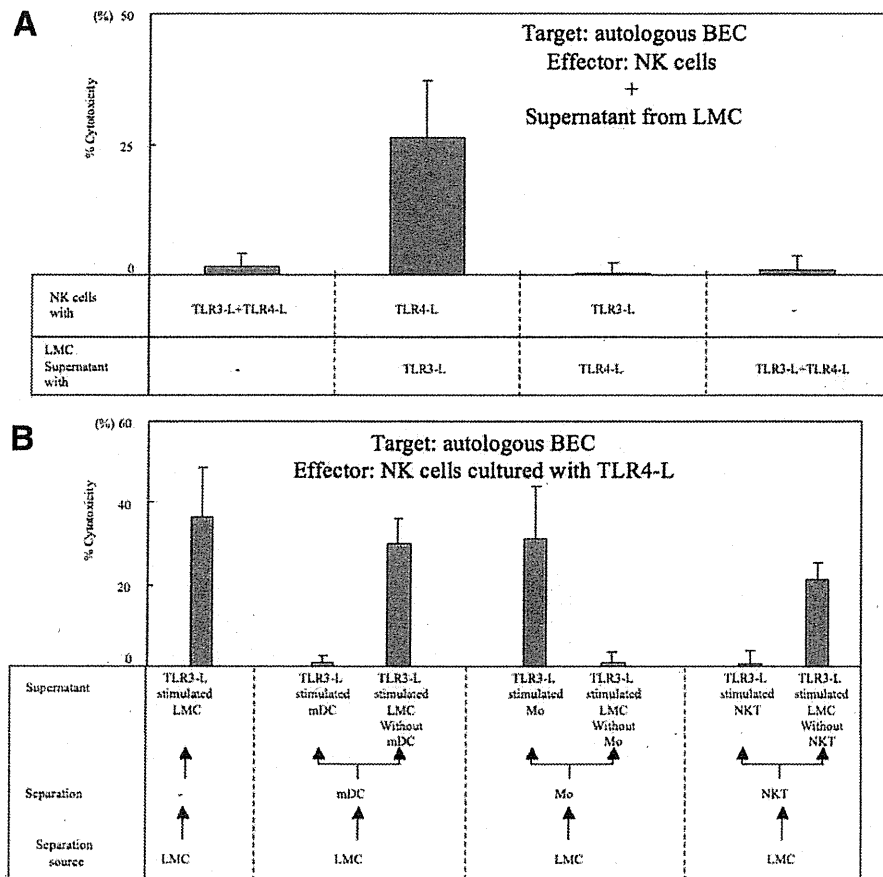 A
(%) 50
Target: autologous BEC
Effector: NK cells
+
Supernatant from LMC
% Cytotoxicity
25
0
NK cells with
TLR3-L+TLR4-L
TLR4-L
TLR3-L
-
LMC Supernatant with
-
TLR3-L
TLR4-L
TLR3-L+TLR4-L
B
(%) 60
Target: autologous BEC
Effector: NK cells cultured with TLR4-L
% Cytotoxicity
40
20
0
Supernatant
TLR3-L stimulated LMC
TLR3-L stimulated mDC
TLR3-L stimulated LMC Without mDC
TLR3-L stimulated Mo
TLR3-L stimulated LMC Without Mo
TLR3-L stimulated NKT
TLR3-L stimulated LMC Without NKT
Separation
-
mDC
Mo
NKT
Separation source
LMC
LMC
LMC
LMC